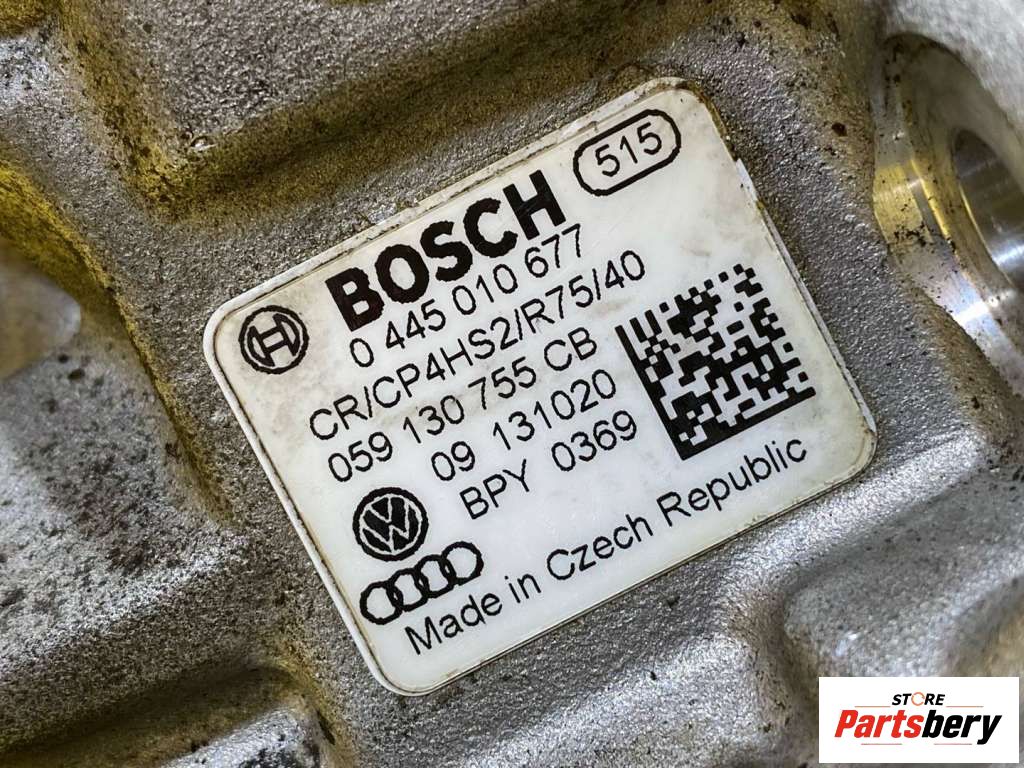 515
BOSCH
0 445 010 677
CR/CP4HS2/R75/40
059 130 755 CB
09 131020
BPY 0369
Made in Czech Republic
STORE
Partsbery